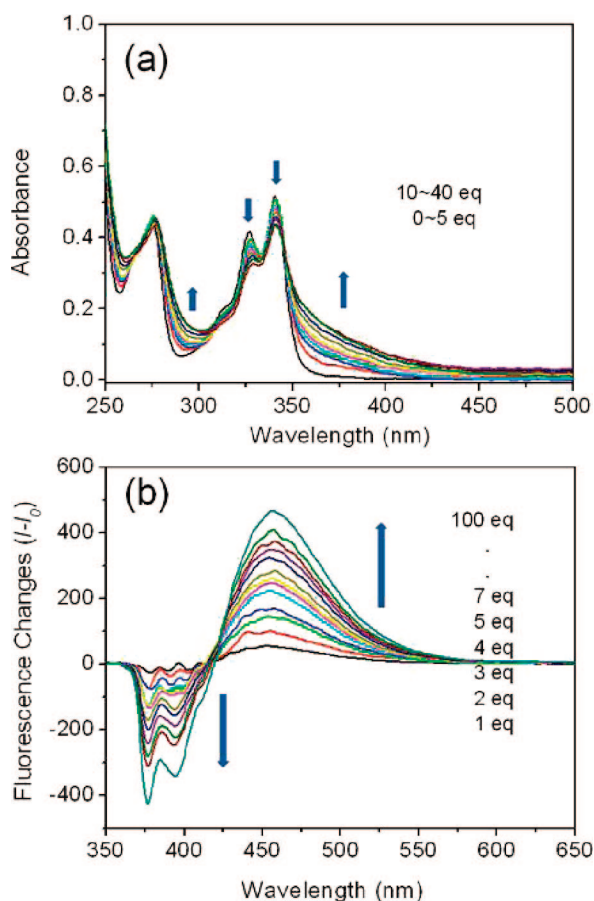 (a)
1.0
0.8
0.6
0.4
0.2
0.0
Absorbance
10~40 eq
0~5 eq
250 300 350 400 450 500
Wavelength (nm)
(b)
600
400
200
0
-200
-400
Fluorescence Changes (I-I0)
100 eq
.
.
7 eq
5 eq
4 eq
3 eq
2 eq
1 eq
350 400 450 500 550 600 650
Wavelength (nm)